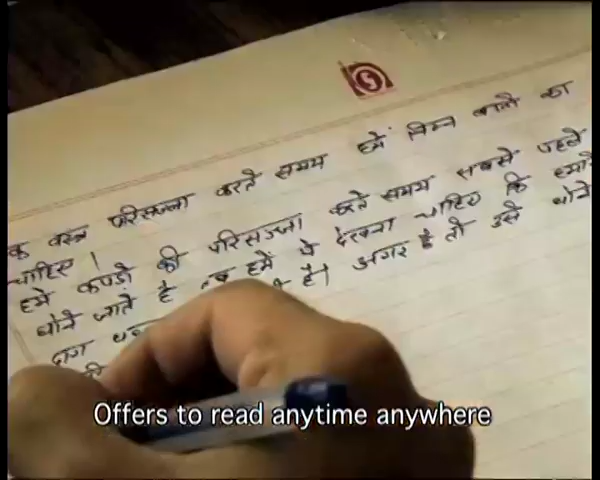 क वस्त्र परिसज्जा करते समय हमें निम्न बातों का
चाहिए।
हमें कपड़ो की परिसज्जा करते समय सबसे पहले
धोने जाते है हमें ये देखना चाहिए कि हमारे
दाग है। अगर है तो उसे धोने
Offers to read anytime anywhere